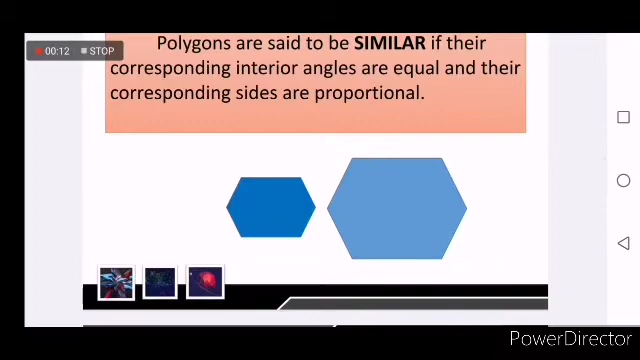 Polygons are said to be SIMILAR if their
00:12 STOP
corresponding interior angles are equal and their
corresponding sides are proportional.
PowerDirector